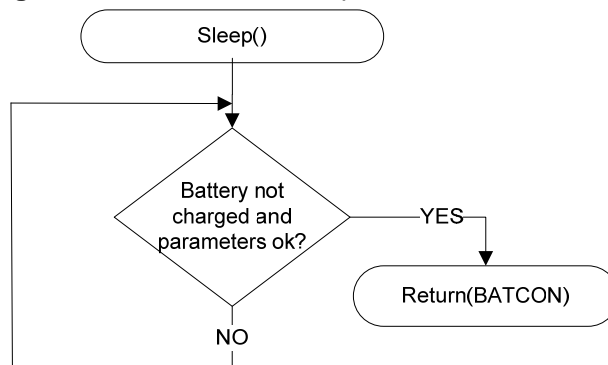 Sleep()
Battery not
charged and
parameters ok?
YES
Return(BATCON)
NO